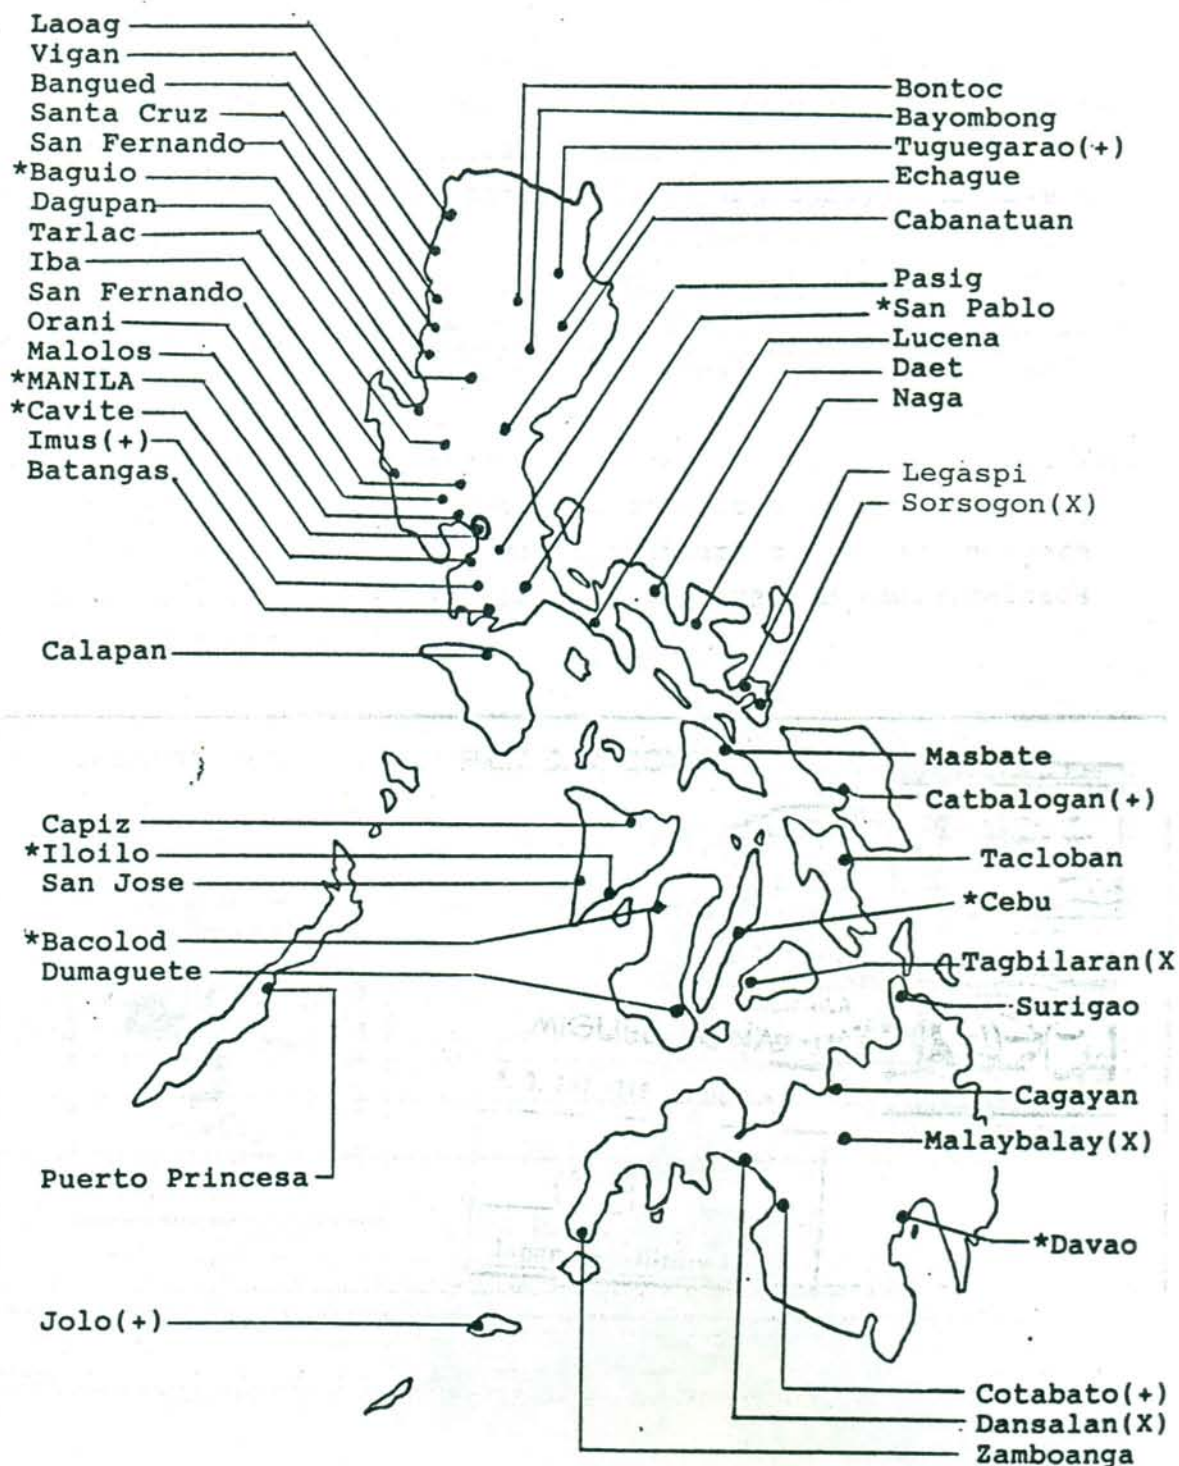 Laoag
Vigan
Bangued
Santa Cruz
San Fernando
*Baguio
Dagupan
Tarlac
Iba
San Fernando
Orani
Malolos
*MANILA
*Cavite
Imus(+)
Batangas
Bontoc
Bayombong
Tuguegarao(+)
Echague
Cabanatuan
Pasig
*San Pablo
Lucena
Daet
Naga
Legaspi
Sorsogon(X)
Calapan
Capiz
*Iloilo
San Jose
*Bacolod
Dumaguete
Puerto Princesa
Jolo(+)
Masbate
Catbalogan(+)
Tacloban
*Cebu
Tagbilaran(X
Surigao
Cagayan
Malaybalay(X)
*Davao
Cotabato(+)
Dansalan(X)
Zamboanga